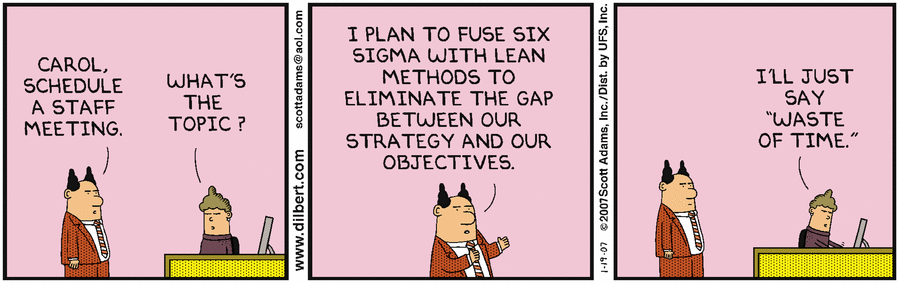 CAROL,
SCHEDULE
A STAFF
MEETING.
WHAT'S
THE
TOPIC?
www.dilbert.com
scottadams@aol.com
I PLAN TO FUSE SIX
SIGMA WITH LEAN
METHODS TO
ELIMINATE THE GAP
BETWEEN OUR
STRATEGY AND OUR
OBJECTIVES.
1-19-07 ©2007 Scott Adams, Inc./Dist. by UFS, Inc.
I'LL JUST
SAY
"WASTE
OF TIME."